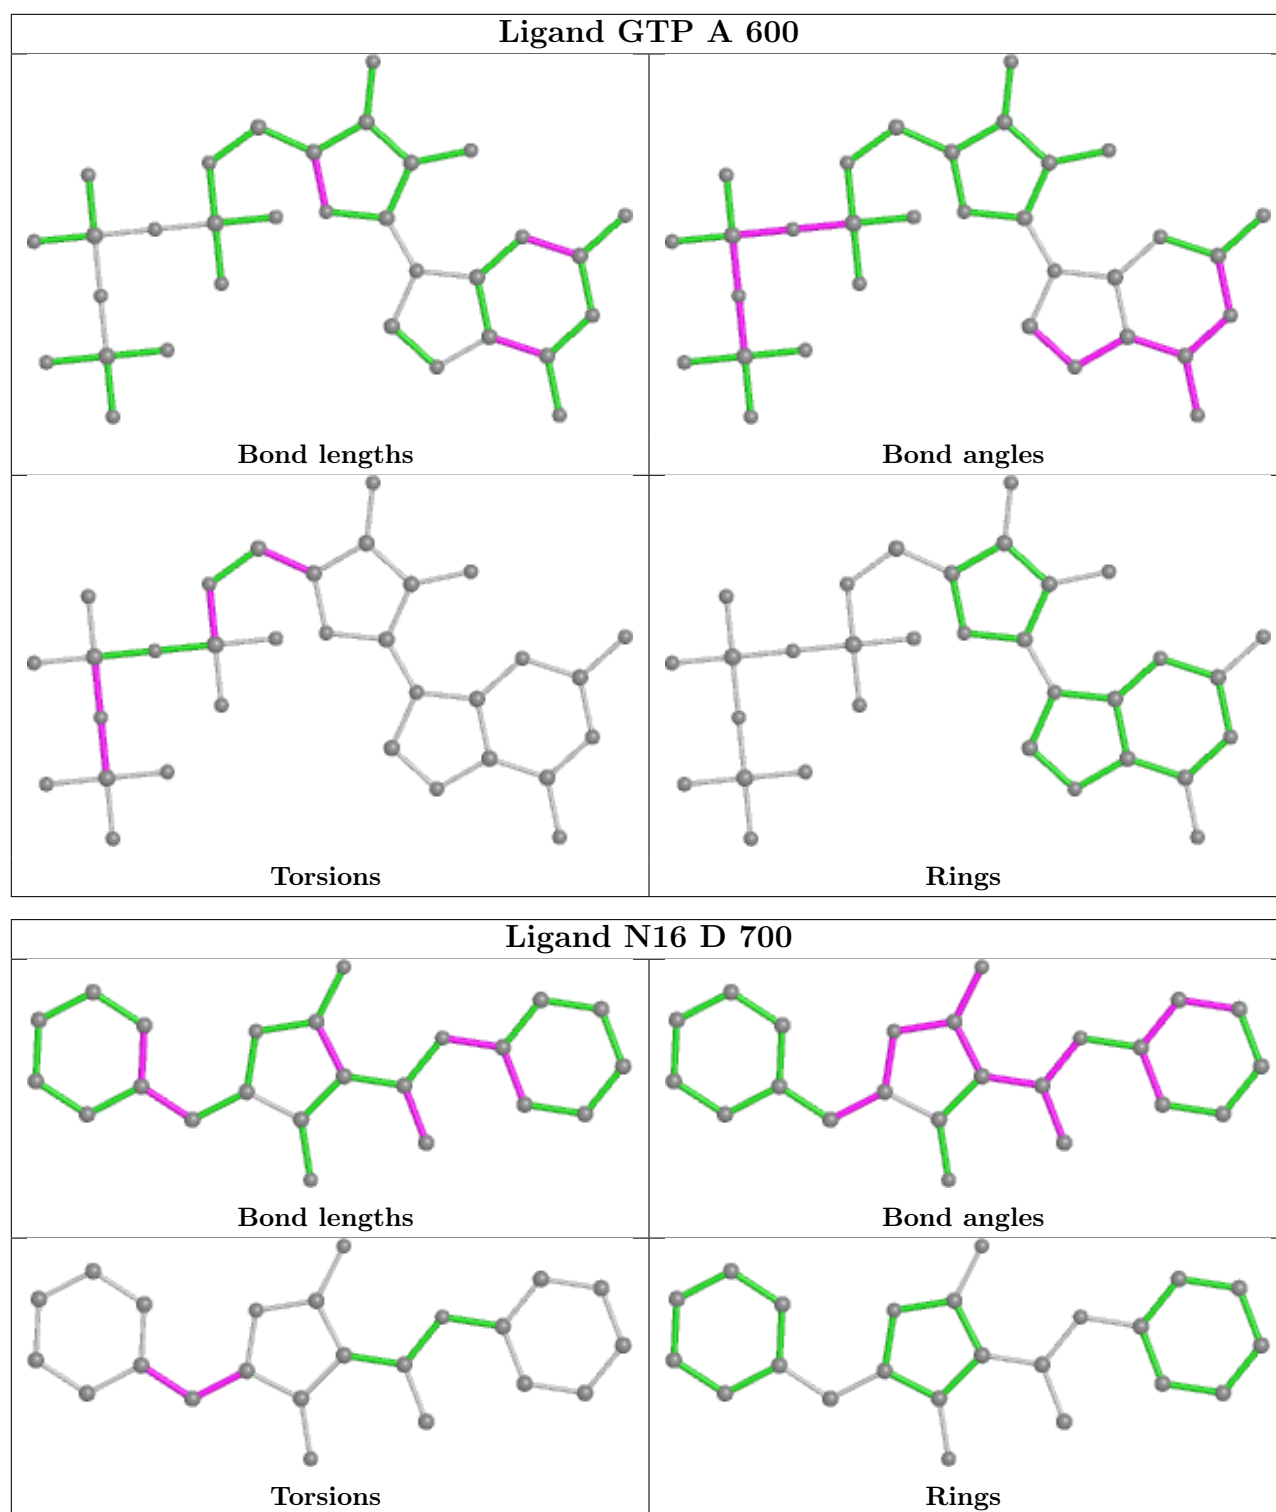 Ligand GTP A 600
Bond lengths
Bond angles
Torsions
Rings
Ligand N16 D 700
Bond lengths
Bond angles
Torsions
Rings